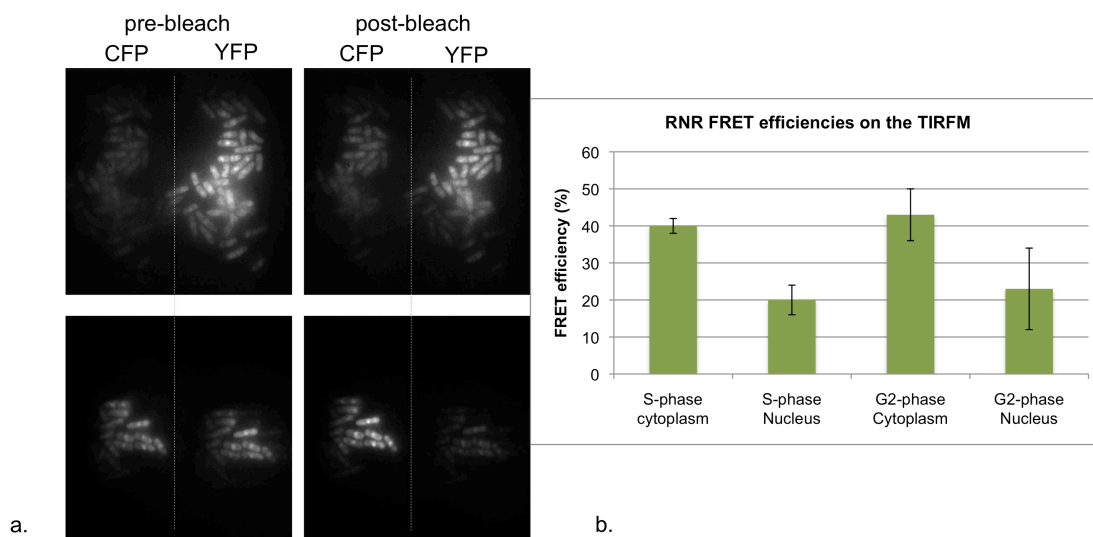 pre-bleach
post-bleach
CFP
YFP
CFP
YFP
a.
RNR FRET efficiencies on the TIRFM
FRET efficiency (%)
60
50
40
30
20
10
0
S-phase
cytoplasm
S-phase
Nucleus
G2-phase
Cytoplasm
G2-phase
Nucleus
b.